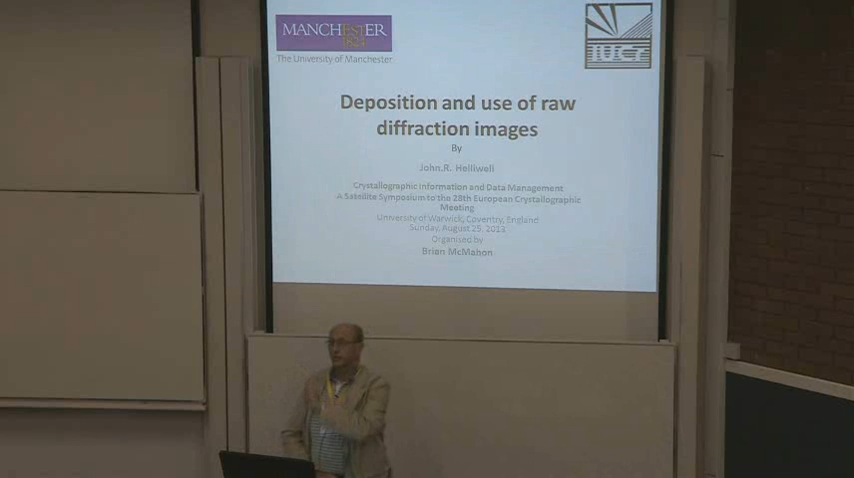 MANCHESTER
1824
The University of Manchester
IUCr
Deposition and use of raw
diffraction images
By
John.R. Helliwell
Crystallographic Information and Data Management
A Satellite Symposium to the 28th European Crystallographic
Meeting
University of Warwick, Coventry, England
Sunday, August 25, 2013
Organised by
Brian McMahon